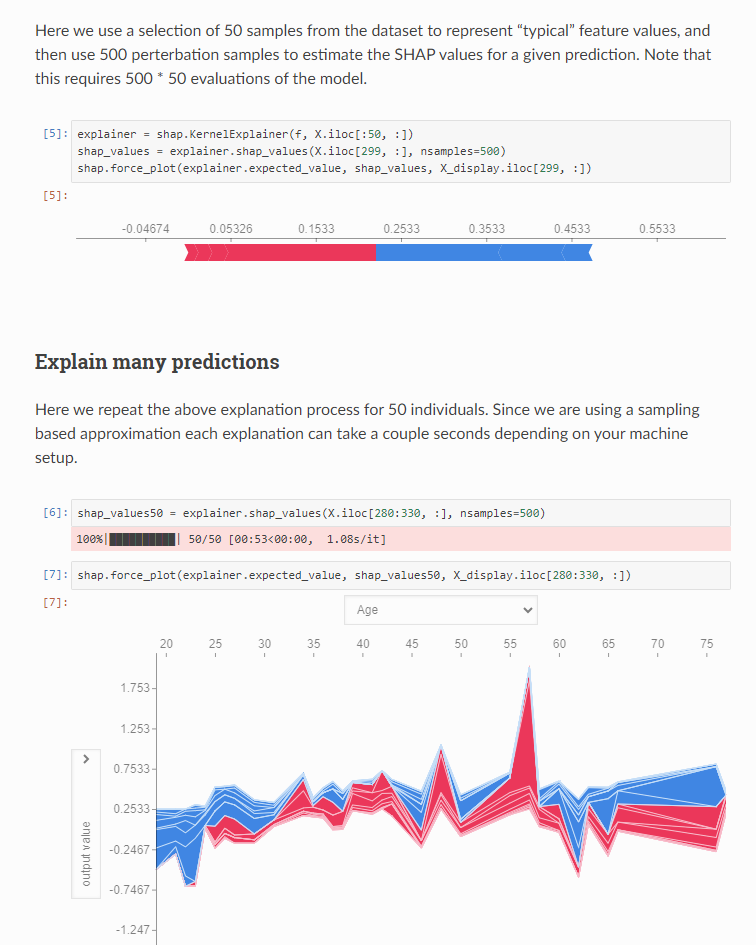 Here we use a selection of 50 samples from the dataset to represent “typical” feature values, and
then use 500 perterbation samples to estimate the SHAP values for a given prediction. Note that
this requires 500 * 50 evaluations of the model.
[5]: explainer = shap.KernelExplainer(f, X.iloc[:50, :])
shap_values = explainer.shap_values(X.iloc[299, :], nsamples=500)
shap.force_plot(explainer.expected_value, shap_values, X_display.iloc[299, :])
[5]:
-0.04674 0.05326 0.1533 0.2533 0.3533 0.4533 0.5533
Explain many predictions
Here we repeat the above explanation process for 50 individuals. Since we are using a sampling
based approximation each explanation can take a couple seconds depending on your machine
setup.
[6]: shap_values50 = explainer.shap_values(X.iloc[280:330, :], nsamples=500)
100%|██████████| 50/50 [00:53<00:00, 1.08s/it]
[7]: shap.force_plot(explainer.expected_value, shap_values50, X_display.iloc[280:330, :])
[7]:
Age
20 25 30 35 40 45 50 55 60 65 70 75
1.753
1.253
0.7533
0.2533
-0.2467
-0.7467
-1.247
output value